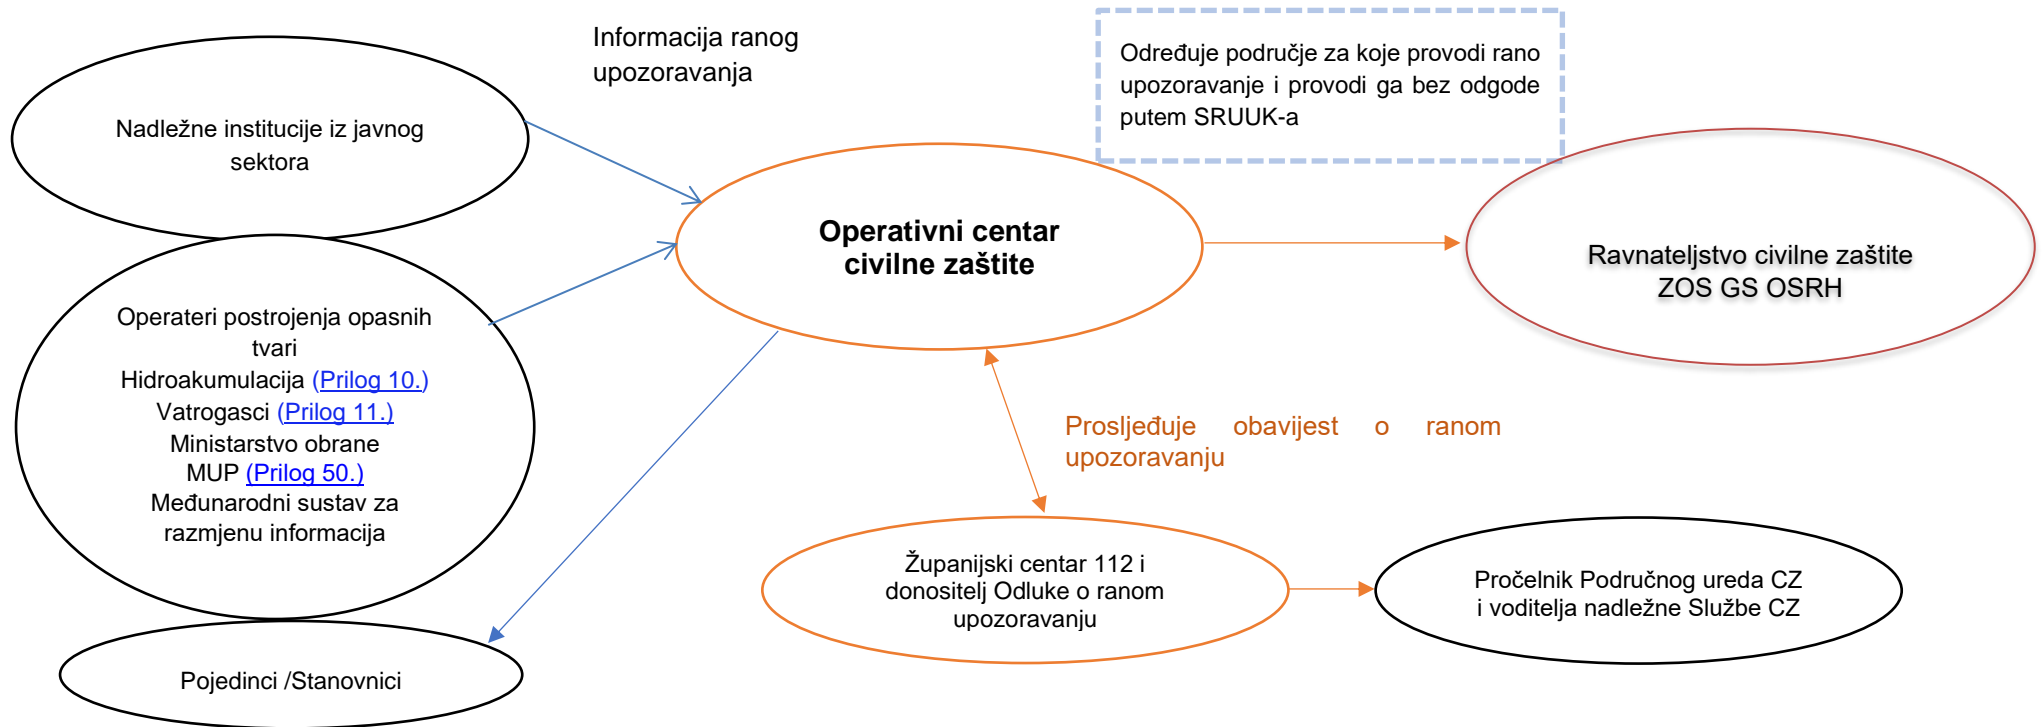 Informacija ranog
upozoravanja
Određuje područje za koje provodi rano
upozoravanje i provodi ga bez odgode
putem SRUUK-a
Nadležne institucije iz javnog
sektora
Operativni centar
civilne zaštite
Ravnateljstvo civilne zaštite
ZOS GS OSRH
Operateri postrojenja opasnih
tvari
Hidroakumulacija (Prilog 10.)
Vatrogasci (Prilog 11.)
Ministarstvo obrane
MUP (Prilog 50.)
Međunarodni sustav za
razmjenu informacija
Prosljeđuje obavijest o ranom
upozoravanju
Županijski centar 112 i
donositelj Odluke o ranom
upozoravanju
Pročelnik Područnog ureda CZ
i voditelja nadležne Službe CZ
Pojedinci /Stanovnici